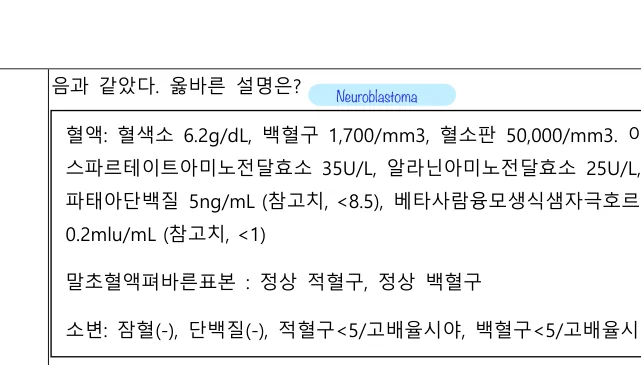 음과 같았다. 옳바른 설명은?
Neuroblastoma
혈액: 혈색소 6.2g/dL, 백혈구 1,700/mm3, 혈소판 50,000/mm3.
스파르테이트아미노전달효소 35U/L, 알라닌아미노전달효소 25U/L,
파태아단백질 5ng/mL (참고치, <8.5), 베타사람융모생식샘자극호르
0.2mlu/mL (참고치, <1)
말초혈액펴바른표본 : 정상 적혈구, 정상 백혈구
소변: 잠혈(-), 단백질(-), 적혈구<5/고배율시야, 백혈구<5/고배율시